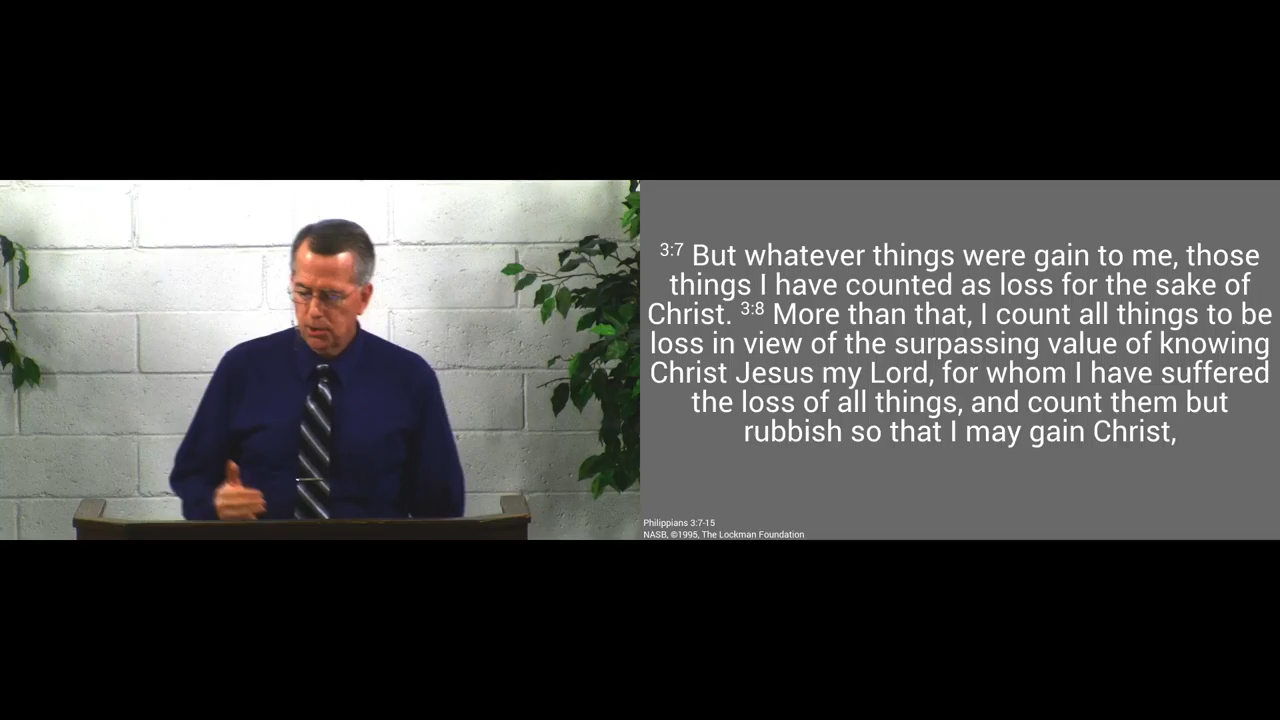 3:7 But whatever things were gain to me, those
things I have counted as loss for the sake of
Christ. 3:8 More than that, I count all things to be
loss in view of the surpassing value of knowing
Christ Jesus my Lord, for whom I have suffered
the loss of all things, and count them but
rubbish so that I may gain Christ,
Philippians 3:7-15
NASB, ©1995, The Lockman Foundation